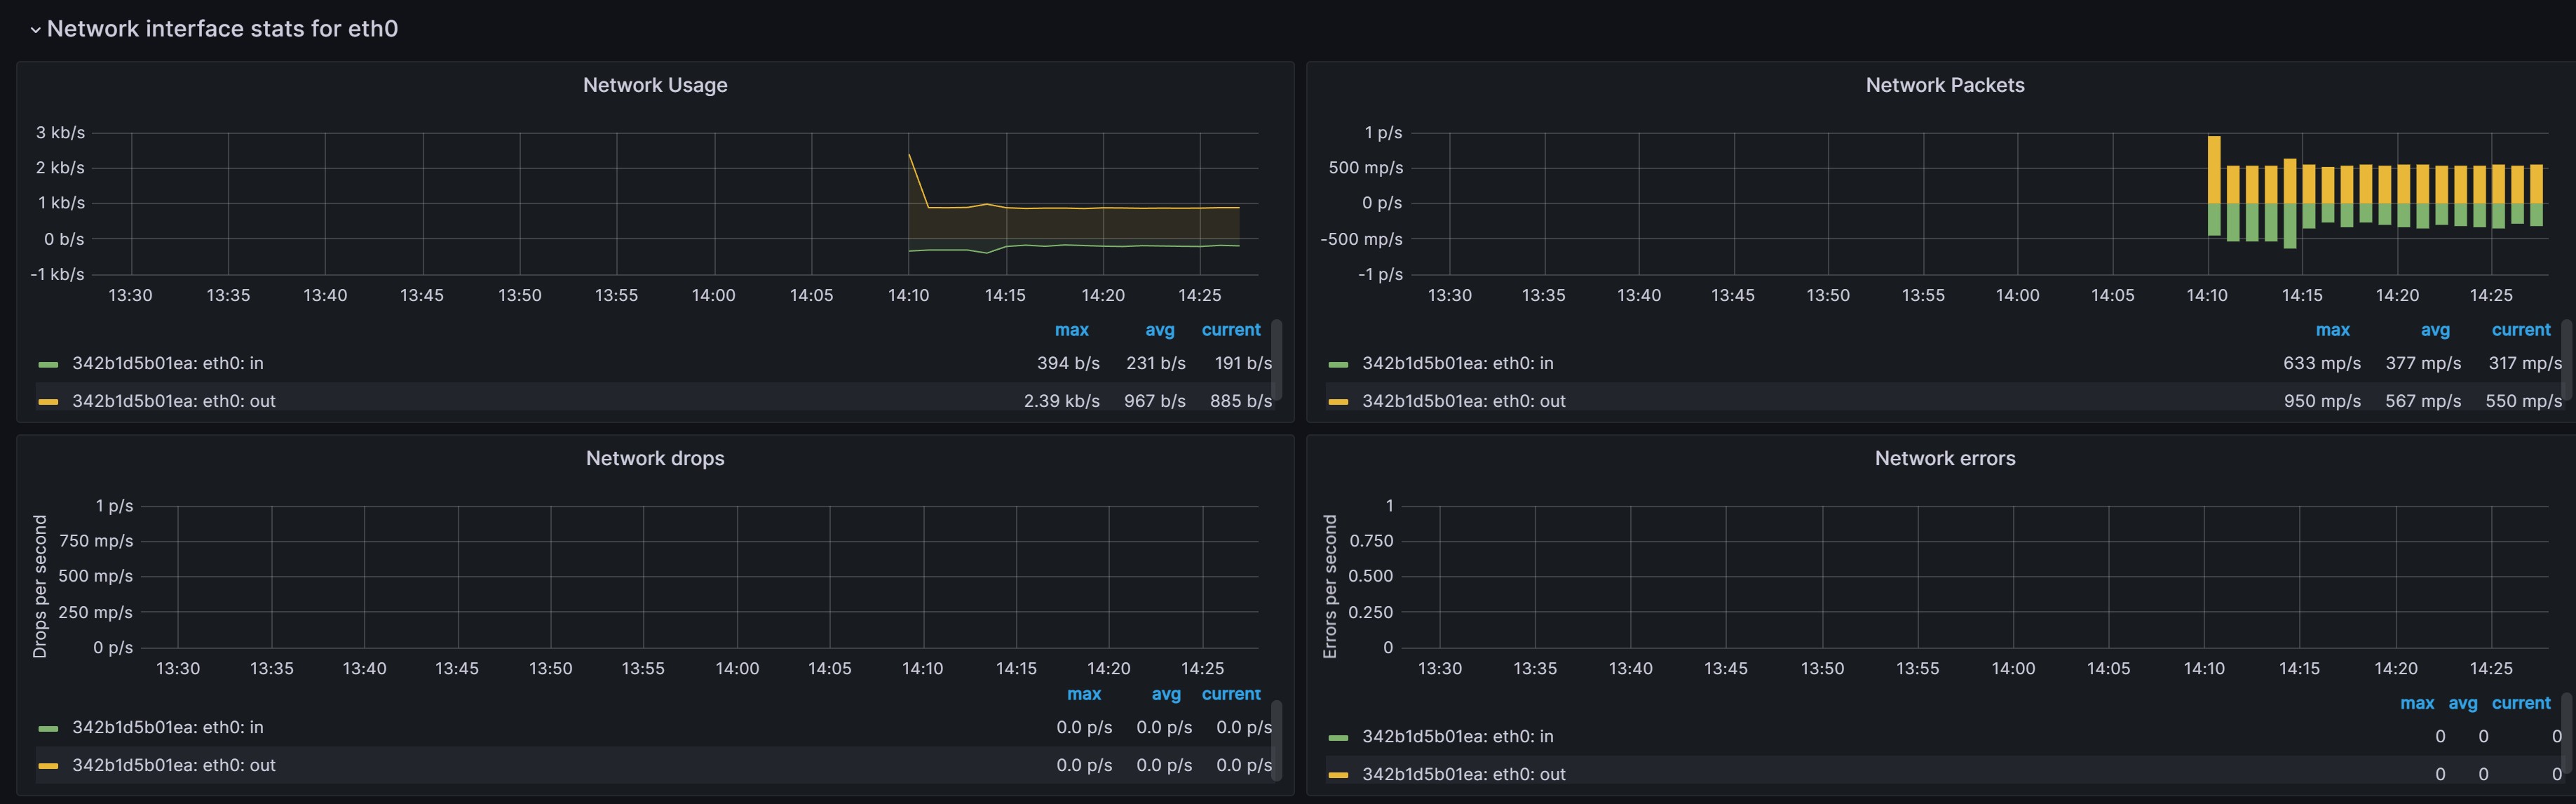 Network interface stats for eth0
Network Usage
3 kb/s
2 kb/s
1 kb/s
0 b/s
-1 kb/s
13:30 13:35 13:40 13:45 13:50 13:55 14:00 14:05 14:10 14:15 14:20 14:25
max avg current
342b1d5b01ea: eth0: in 394 b/s 231 b/s 191 b/s
342b1d5b01ea: eth0: out 2.39 kb/s 967 b/s 885 b/s
Network Packets
1 p/s
500 mp/s
0 p/s
-500 mp/s
-1 p/s
13:30 13:35 13:40 13:45 13:50 13:55 14:00 14:05 14:10 14:15 14:20 14:25
max avg current
342b1d5b01ea: eth0: in 633 mp/s 377 mp/s 317 mp/s
342b1d5b01ea: eth0: out 950 mp/s 567 mp/s 550 mp/s
Network drops
Drops per second
1 p/s
750 mp/s
500 mp/s
250 mp/s
0 p/s
13:30 13:35 13:40 13:45 13:50 13:55 14:00 14:05 14:10 14:15 14:20 14:25
max avg current
342b1d5b01ea: eth0: in 0.0 p/s 0.0 p/s 0.0 p/s
342b1d5b01ea: eth0: out 0.0 p/s 0.0 p/s 0.0 p/s
Network errors
Errors per second
1
0.750
0.500
0.250
0
13:30 13:35 13:40 13:45 13:50 13:55 14:00 14:05 14:10 14:15 14:20 14:25
max avg current
342b1d5b01ea: eth0: in 0 0 0
342b1d5b01ea: eth0: out 0 0 0